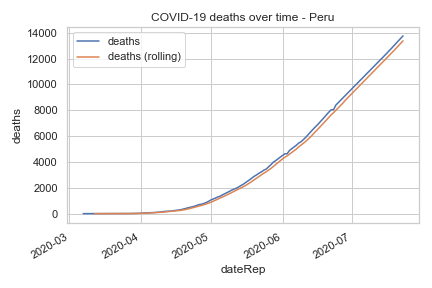 COVID-19 deaths over time - Peru
deaths
deaths (rolling)
14000
12000
10000
8000
6000
4000
2000
0
deaths
2020-03
2020-04
2020-05
2020-06
2020-07
dateRep